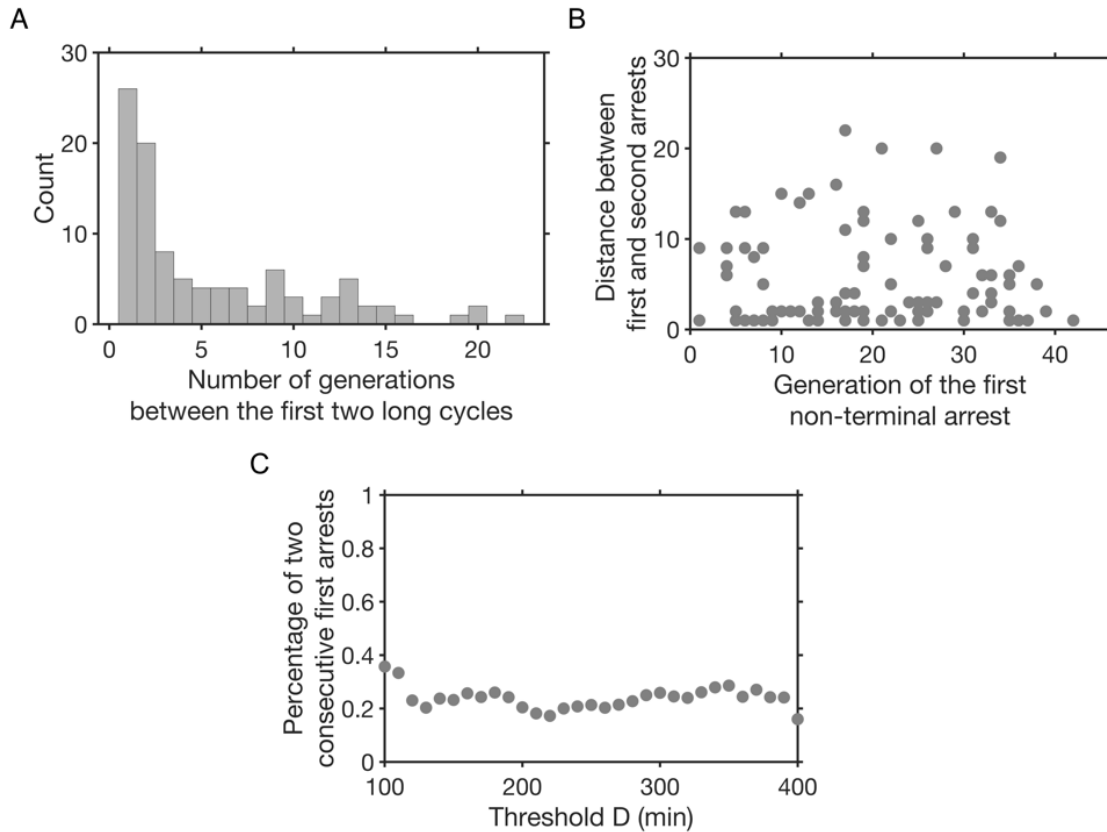 A
30
20
10
0
Count
0 5 10 15 20
Number of generations
between the first two long cycles
B
30
20
10
0
Distance between
first and second arrests
0 10 20 30 40
Generation of the first
non-terminal arrest
C
1
0.8
0.6
0.4
0.2
0
Percentage of two
consecutive first arrests
100 200 300 400
Threshold D (min)